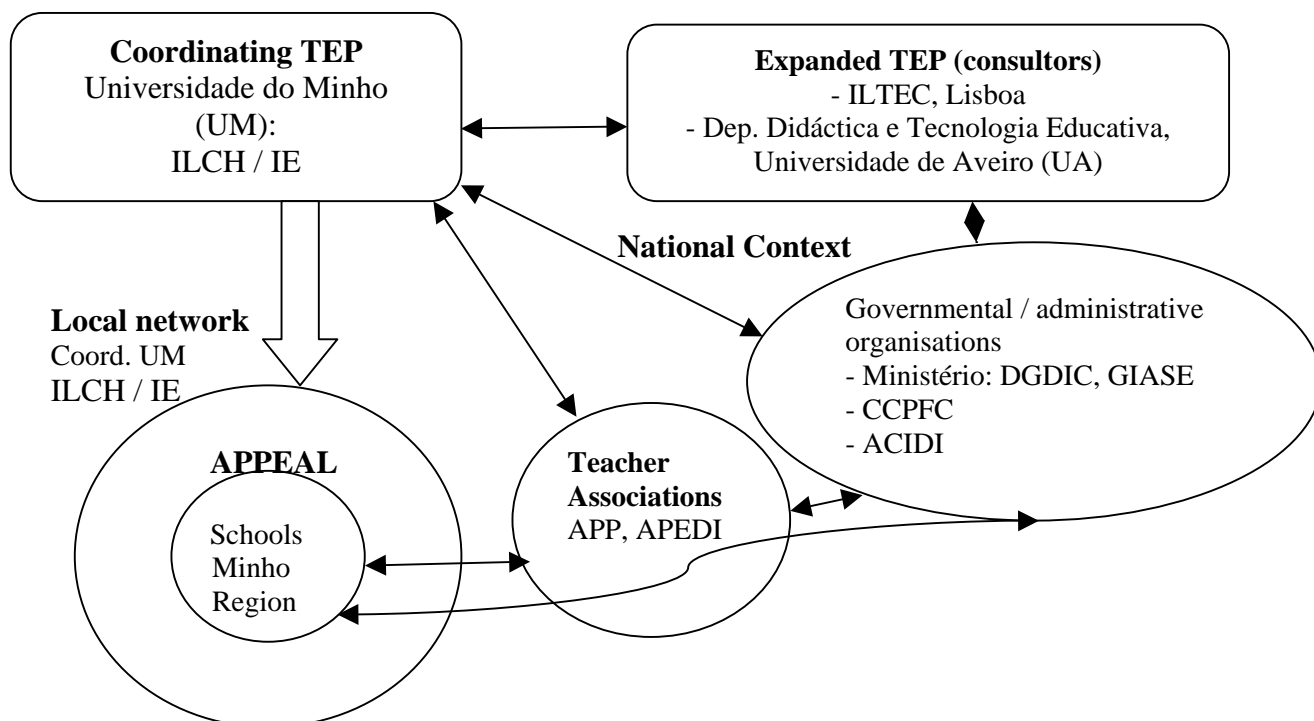 Coordinating TEP
Universidade do Minho
(UM):
ILCH / IE
Expanded TEP (consultors)
- ILTEC, Lisboa
- Dep. Didáctica e Tecnologia Educativa,
Universidade de Aveiro (UA)
National Context
Local network
Coord. UM
ILCH / IE
Governmental / administrative
organisations
- Ministério: DGDIC, GIASE
- CCPFC
- ACIDI
APPEAL
Schools
Minho
Region
Teacher
Associations
APP, APEDI